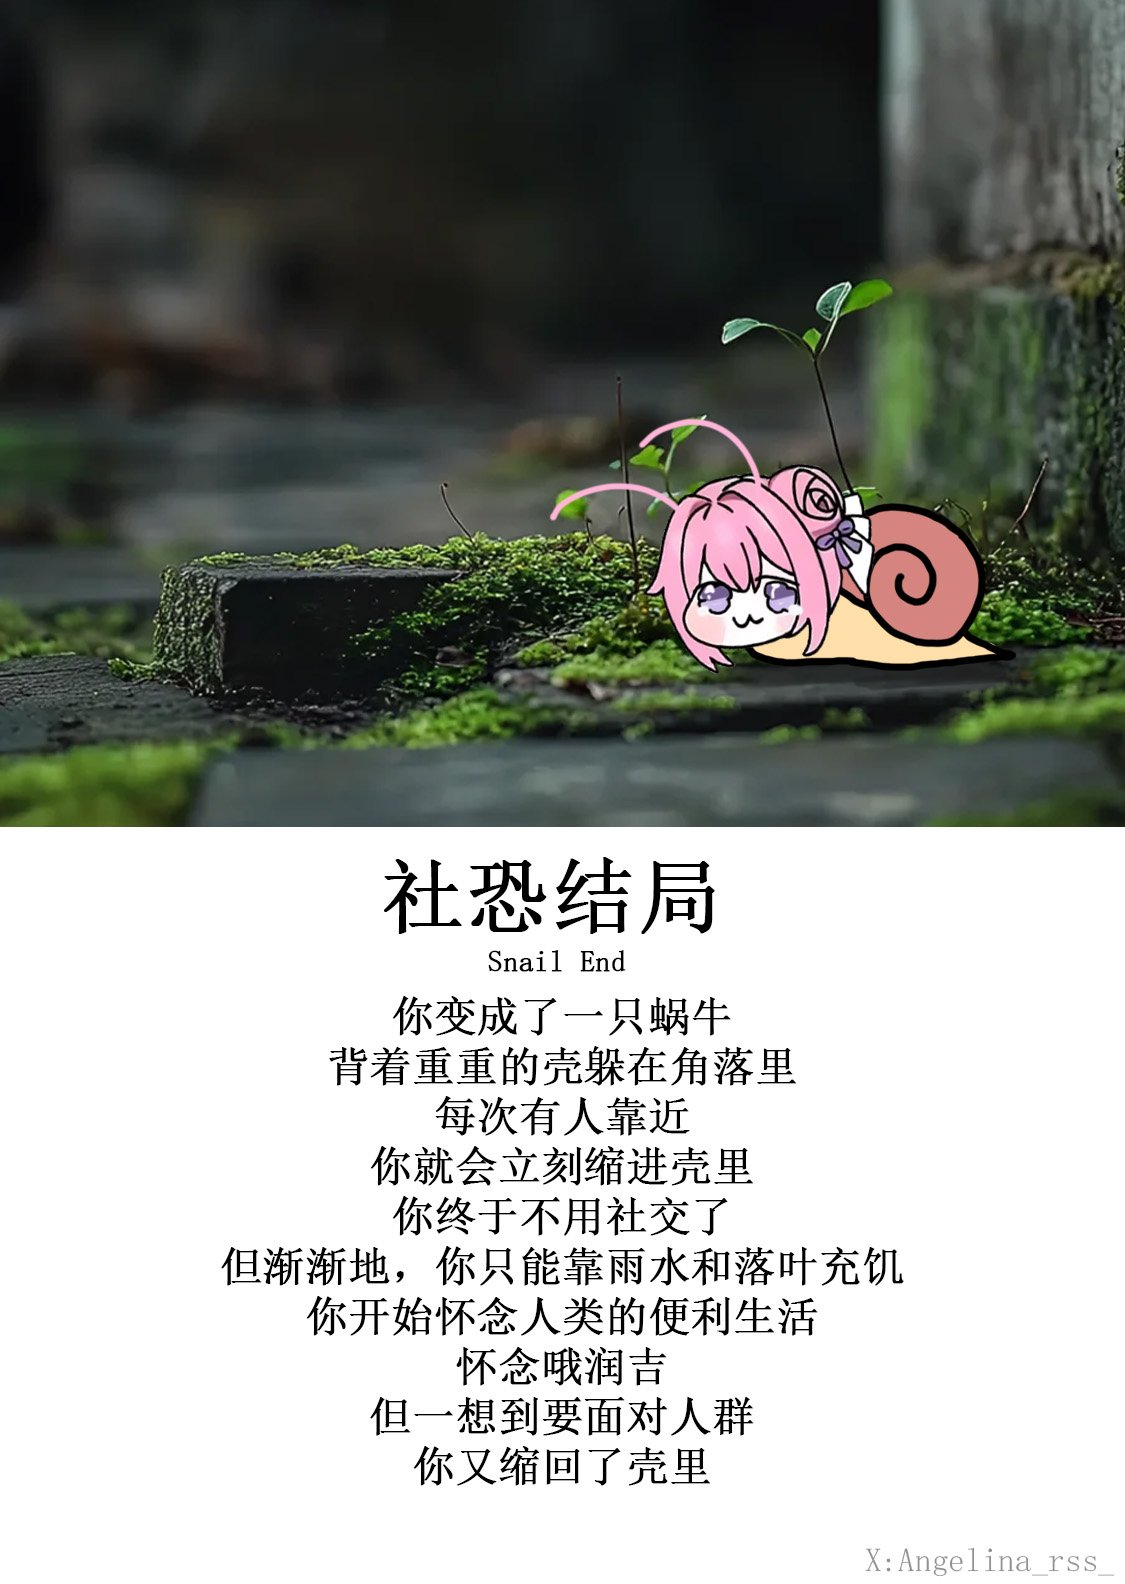 社恐结局
Snail End
你变成了一只蜗牛
背着重重的壳躲在角落里
每次有人靠近
你就会立刻缩进壳里
你终于不用社交了
但渐渐地，你只能靠雨水和落叶充饥
你开始怀念人类的便利生活
怀念哦润吉
但一想到要面对人群
你又缩回了壳里
X:Angelina_rss_